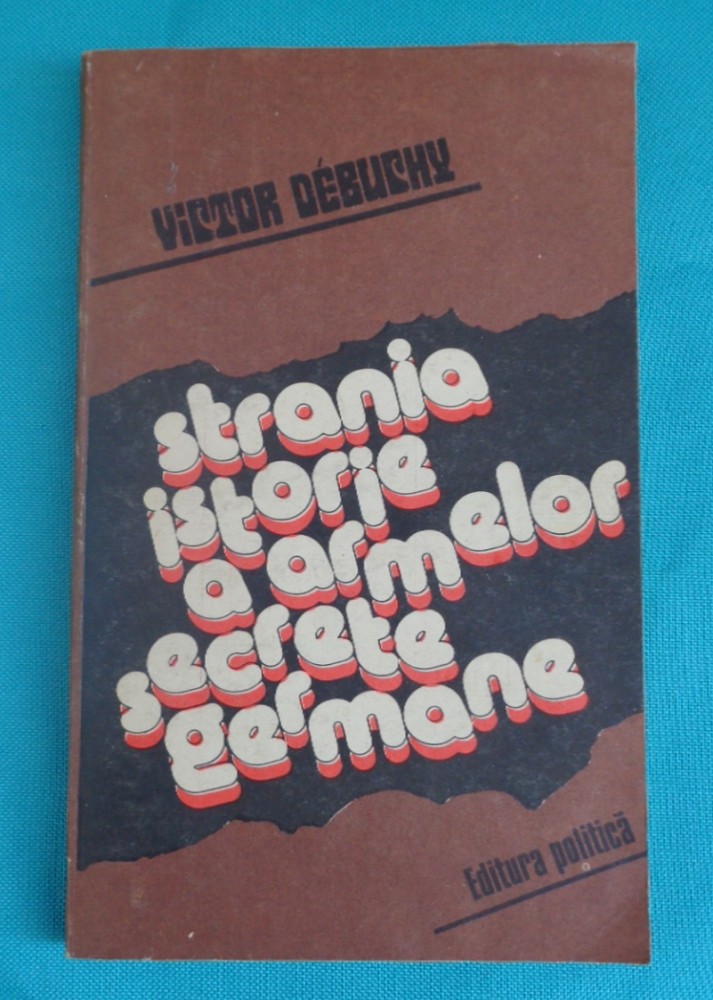 VICTOR DÉBUCHY
strania
istorie
a armelor
secrete
germane
Editura politică